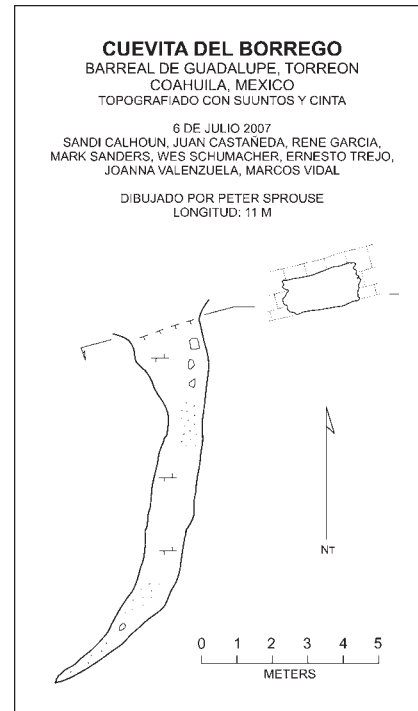 CUEVITA DEL BORREGO
BARREAL DE GUADALUPE, TORREON
COAHUILA, MEXICO
TOPOGRAFIADO CON SUUNTOS Y CINTA
6 DE JULIO 2007
SANDI CALHOUN, JUAN CASTAÑEDA, RENE GARCIA,
MARK SANDERS, WES SCHUMACHER, ERNESTO TREJO,
JOANNA VALENZUELA, MARCOS VIDAL
DIBUJADO POR PETER SPROUSE
LONGITUD: 11 M
NT
0 1 2 3 4 5
METERS